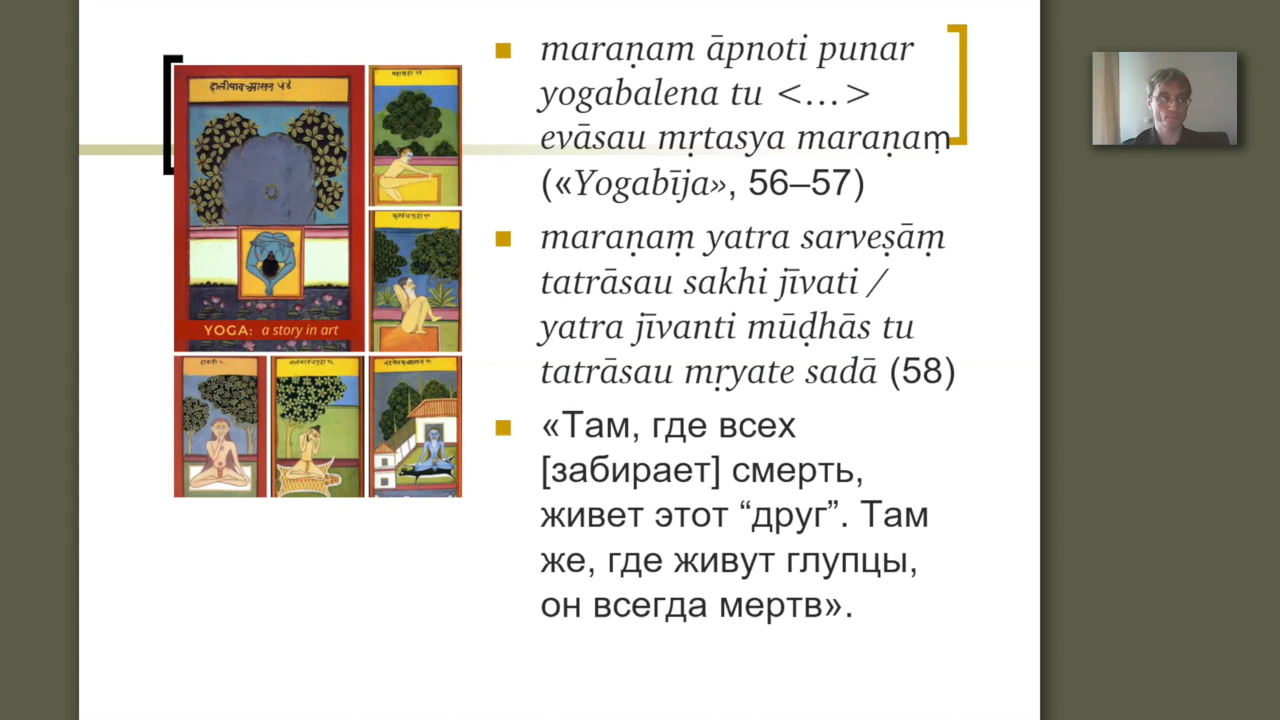 maraṇam āpnoti punar
yogabalena tu <…>
evāsau mṛtasya maraṇaṃ
(«Yogabīja», 56–57)
maraṇaṃ yatra sarveṣāṃ
tatrāsau sakhi jīvati /
yatra jīvanti mūḍhās tu
tatrāsau mṛyate sadā (58)
«Там, где всех
[забирает] смерть,
живет этот “друг”. Там
же, где живут глупцы,
он всегда мертв».
YOGA: a story in art